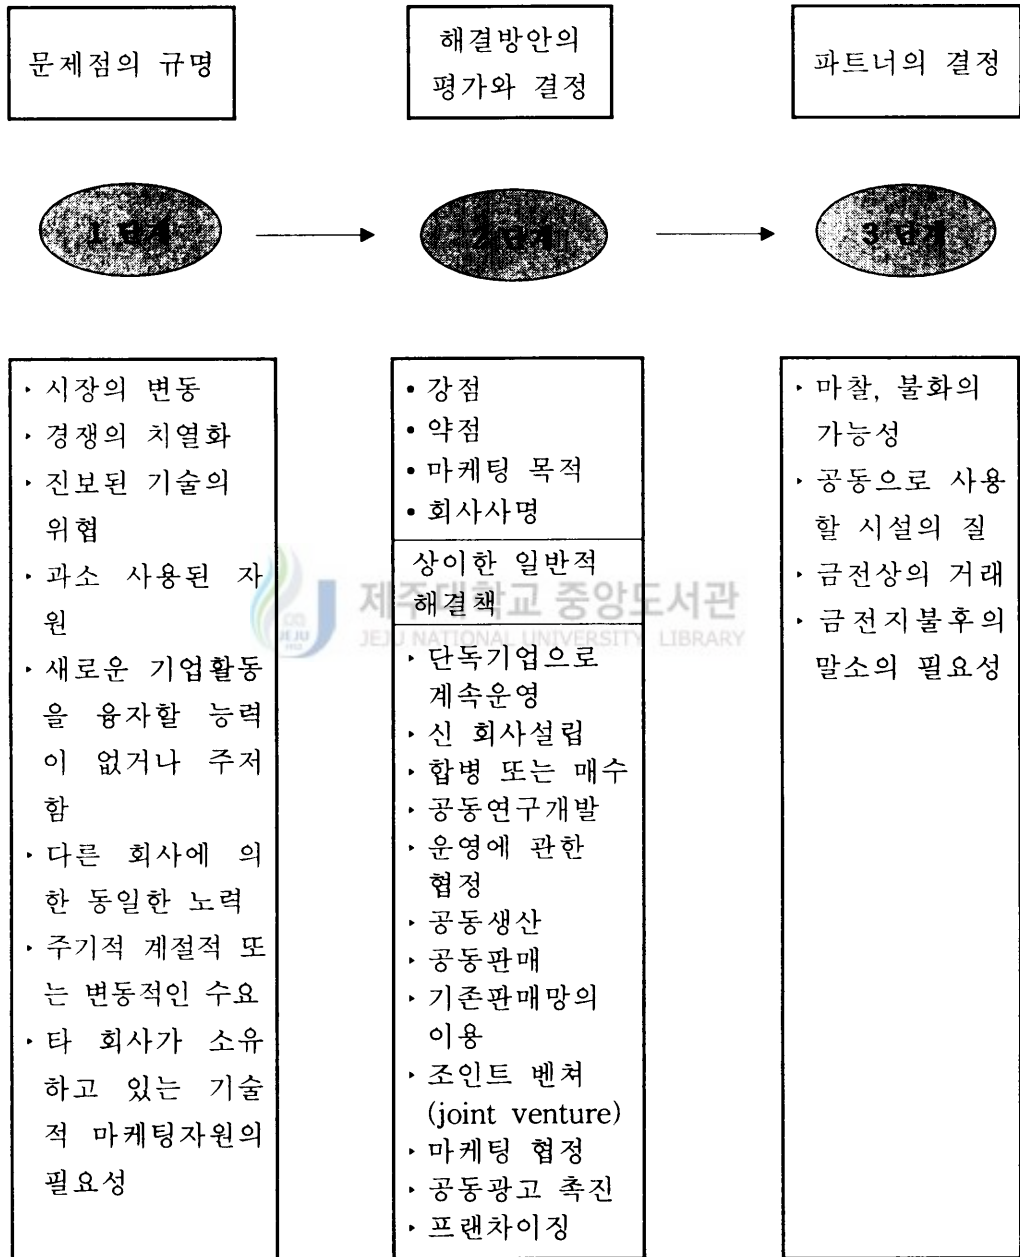 문제점의 규명
해결방안의
평가와 결정
파트너의 결정
1 단계
2 단계
3 단계
‣ 시장의 변동
‣ 경쟁의 치열화
‣ 진보된 기술의
위협
‣ 과소 사용된 자
원
‣ 새로운 기업활동
을 융자할 능력
이 없거나 주저
함
‣ 다른 회사에 의
한 동일한 노력
‣ 주기적 계절적 또
는 변동적인 수요
‣ 타 회사가 소유
하고 있는 기술
적 마케팅자원의
필요성
• 강점
• 약점
• 마케팅 목적
• 회사사명
상이한 일반적
해결책
‣ 단독기업으로
계속운영
‣ 신 회사설립
‣ 합병 또는 매수
‣ 공동연구개발
‣ 운영에 관한
협정
‣ 공동생산
‣ 공동판매
‣ 기존판매망의
이용
‣ 조인트 벤쳐
(joint venture)
‣ 마케팅 협정
‣ 공동광고 촉진
‣ 프랜차이징
‣ 마찰, 불화의
가능성
‣ 공동으로 사용
할 시설의 질
‣ 금전상의 거래
‣ 금전지불후의
말소의 필요성
제주대학교 중앙도서관
JEJU NATIONAL UNIVERSITY LIBRARY
JEJU
1952